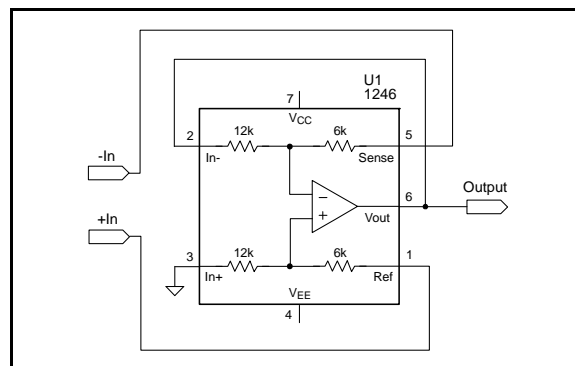 U1
1246
7
VCC
12k
6k
2
5
In-
Sense
-In
−
+
6
Output
Vout
+In
12k
6k
3
1
In+
Ref
VEE
4